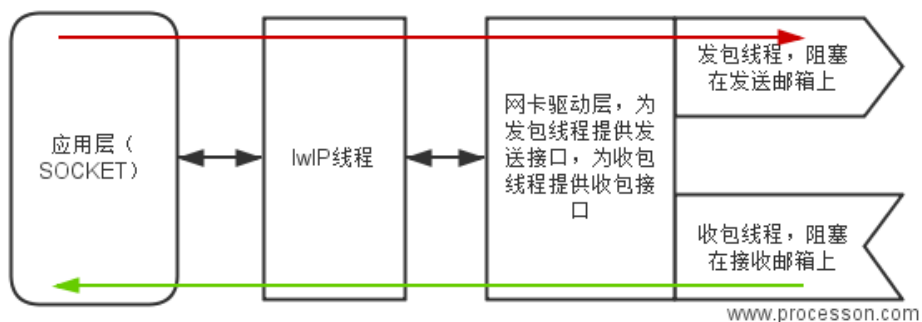 应用层（
SOCKET）
lwIP线程
网卡驱动层，为
发包线程提供发
送接口，为收包
线程提供收包接
口
发包线程，阻塞
在发送邮箱上
收包线程，阻塞
在接收邮箱上
www.processon.com